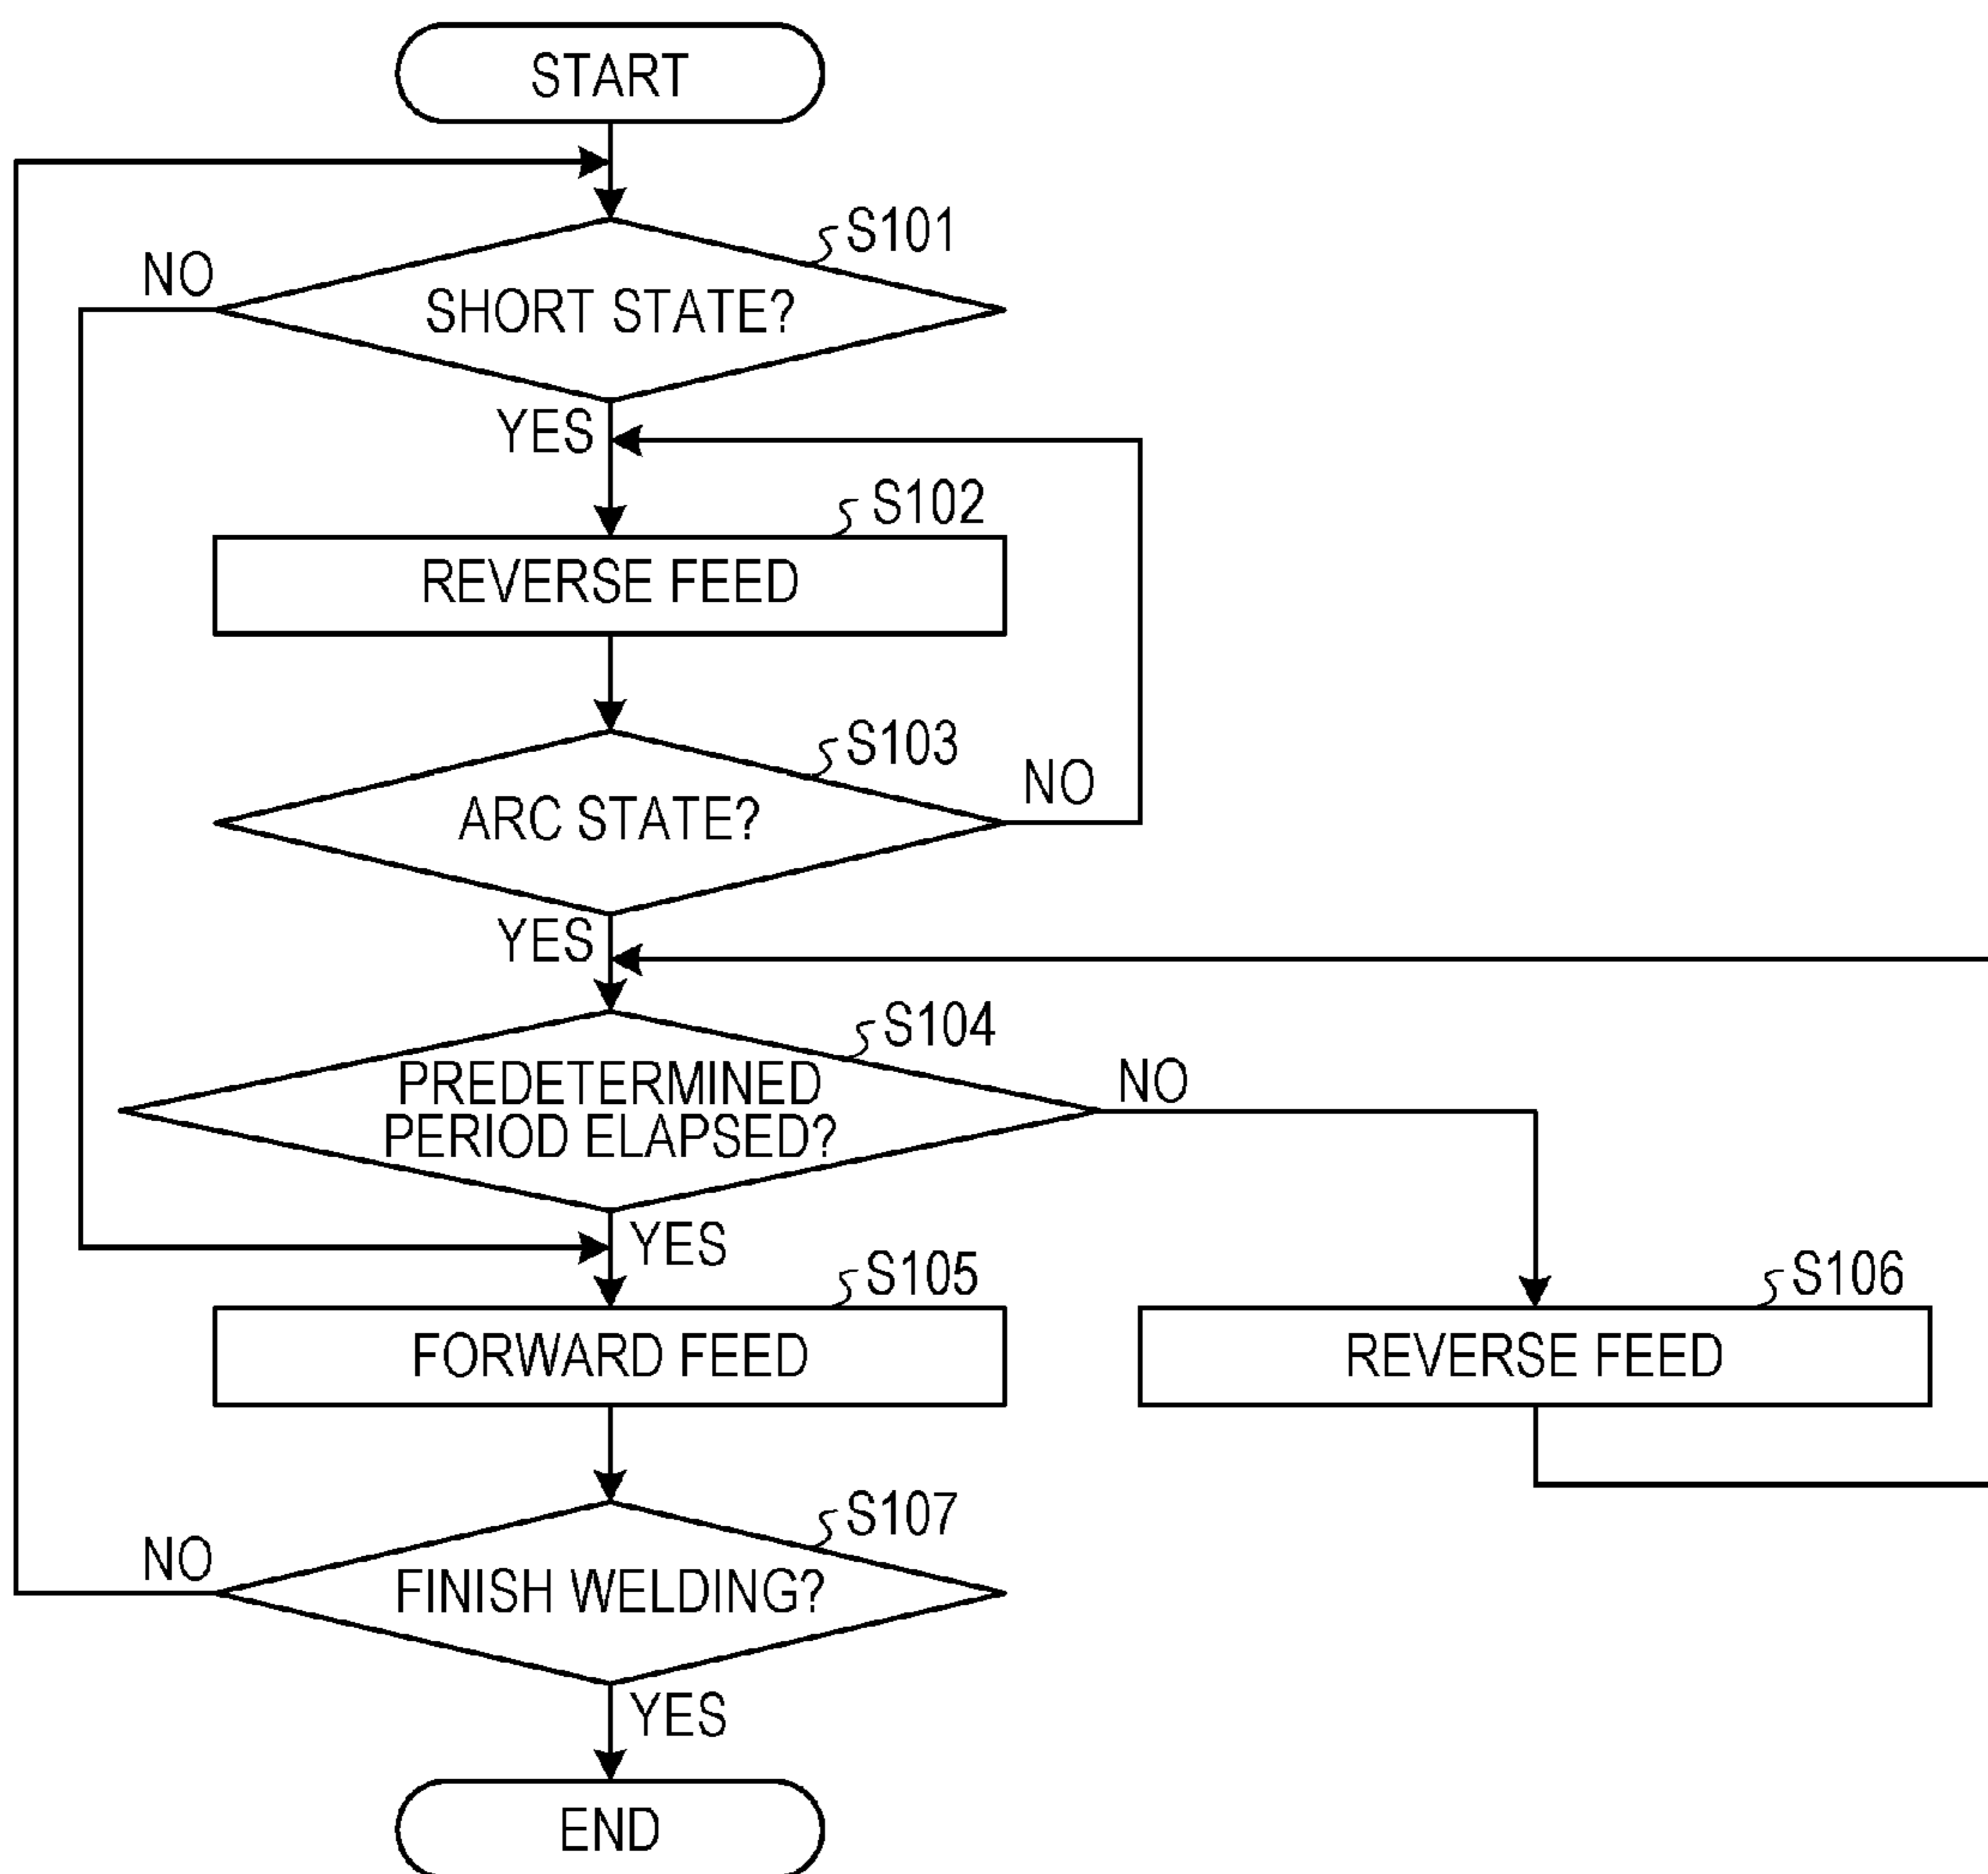 START
S101
NO
SHORT STATE?
YES
S102
REVERSE FEED
S103
NO
ARC STATE?
YES
S104
PREDETERMINED
PERIOD ELAPSED?
NO
YES
S105
FORWARD FEED
S106
REVERSE FEED
S107
NO
FINISH WELDING?
YES
END